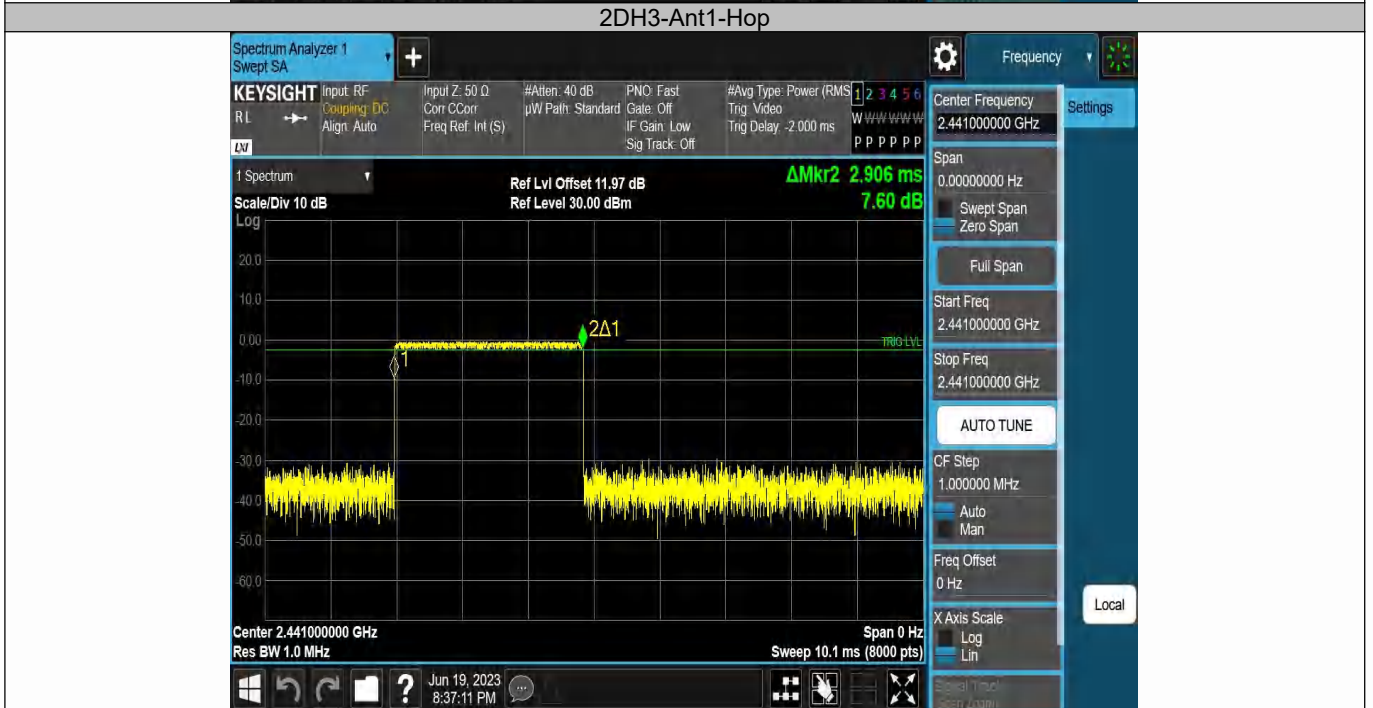 2DH3-Ant1-Hop
Spectrum Analyzer 1
Swept SA
+
Frequency
KEYSIGHT
RL
LXI
Input: RF
Coupling: DC
Align: Auto
Input Z: 50 Ω
Corr CCorr
Freq Ref: Int (S)
#Atten: 40 dB
µW Path: Standard
PNO: Fast
Gate: Off
IF Gain: Low
Sig Track: Off
#Avg Type: Power (RMS
Trig: Video
Trig Delay: -2.000 ms
1 2 3 4 5 6
W W W W W W
P P P P P P
Center Frequency
2.441000000 GHz
Settings
1 Spectrum
Scale/Div 10 dB
Ref Lvl Offset 11.97 dB
Ref Level 30.00 dBm
ΔMkr2 2.906 ms
7.60 dB
Span
0.00000000 Hz
Swept Span
Zero Span
Full Span
Start Freq
2.441000000 GHz
Stop Freq
2.441000000 GHz
AUTO TUNE
CF Step
1.000000 MHz
Auto
Man
Freq Offset
0 Hz
X Axis Scale
Log
Lin
Local
Log
20.0
10.0
0.00
-10.0
-20.0
-30.0
-40.0
-50.0
-60.0
1
2Δ1
TRIG LVL
Center 2.441000000 GHz
Res BW 1.0 MHz
Span 0 Hz
Sweep 10.1 ms (8000 pts)
?
Jun 19, 2023
8:37:11 PM